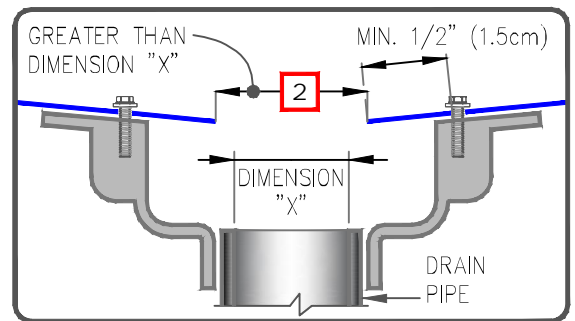 GREATER THAN
DIMENSION "X"
MIN. 1/2" (1.5cm)
2
DIMENSION
"X"
DRAIN
PIPE